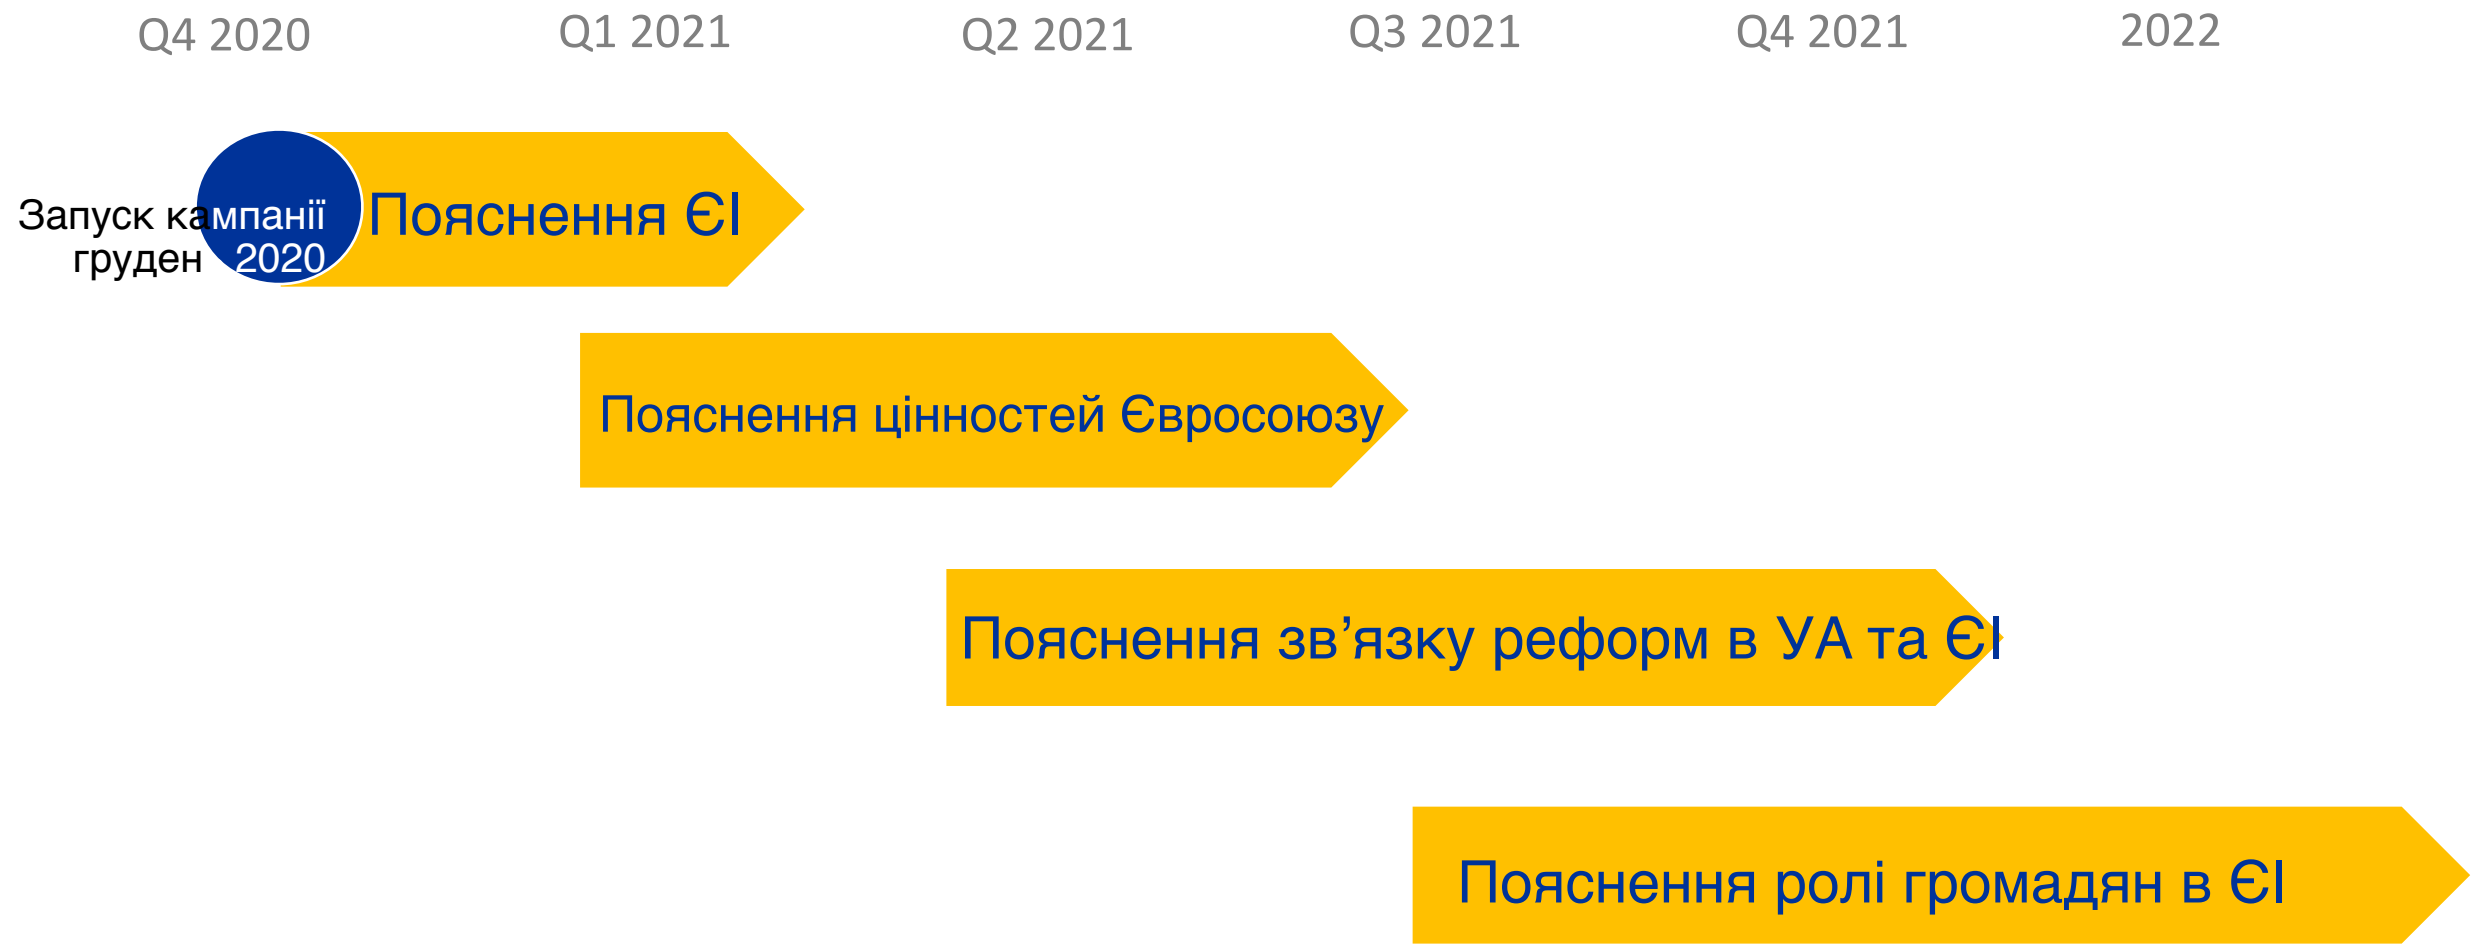 Q4 2020 Q1 2021 Q2 2021 Q3 2021 Q4 2021 2022
Запуск кампанії
груден 2020
Пояснення ЄІ
Пояснення цінностей Євросоюзу
Пояснення зв’язку реформ в УА та ЄІ
Пояснення ролі громадян в ЄІ